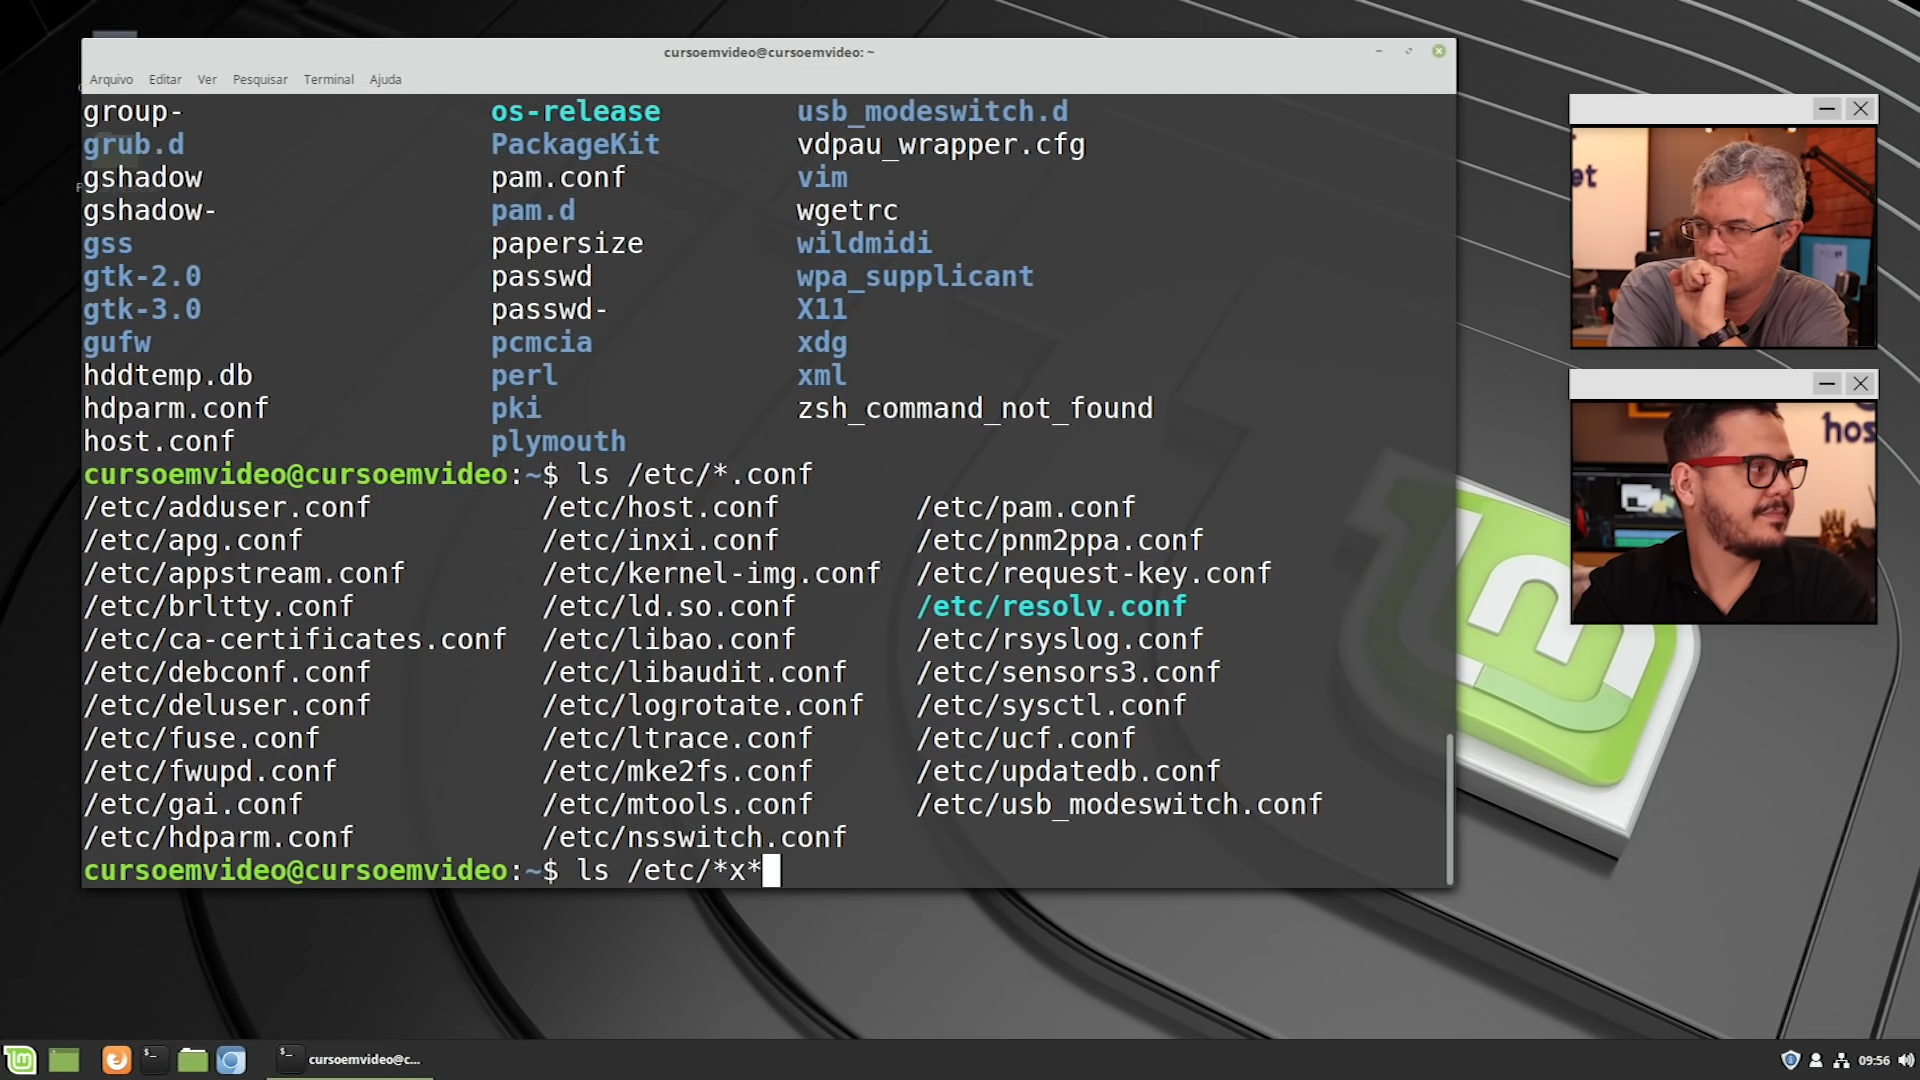 cursoemvideo@cursoemvideo: ~
Arquivo Editar Ver Pesquisar Terminal Ajuda
group- os-release usb_modeswitch.d
grub.d PackageKit vdpau_wrapper.cfg
gshadow pam.conf vim
gshadow- pam.d wgetrc
gss papersize wildmidi
gtk-2.0 passwd wpa_supplicant
gtk-3.0 passwd- X11
gufw pcmcia xdg
hddtemp.db perl xml
hdparm.conf pki zsh_command_not_found
host.conf plymouth
cursoemvideo@cursoemvideo:~$ ls /etc/*.conf
/etc/adduser.conf /etc/host.conf /etc/pam.conf
/etc/apg.conf /etc/inxi.conf /etc/pnm2ppa.conf
/etc/appstream.conf /etc/kernel-img.conf /etc/request-key.conf
/etc/brltty.conf /etc/ld.so.conf /etc/resolv.conf
/etc/ca-certificates.conf /etc/libao.conf /etc/rsyslog.conf
/etc/debconf.conf /etc/libaudit.conf /etc/sensors3.conf
/etc/deluser.conf /etc/logrotate.conf /etc/sysctl.conf
/etc/fuse.conf /etc/ltrace.conf /etc/ucf.conf
/etc/fwupd.conf /etc/mke2fs.conf /etc/updatedb.conf
/etc/gai.conf /etc/mtools.conf /etc/usb_modeswitch.conf
/etc/hdparm.conf /etc/nsswitch.conf
cursoemvideo@cursoemvideo:~$ ls /etc/*x*
et
hos
cursoemvideo@c...
09:56